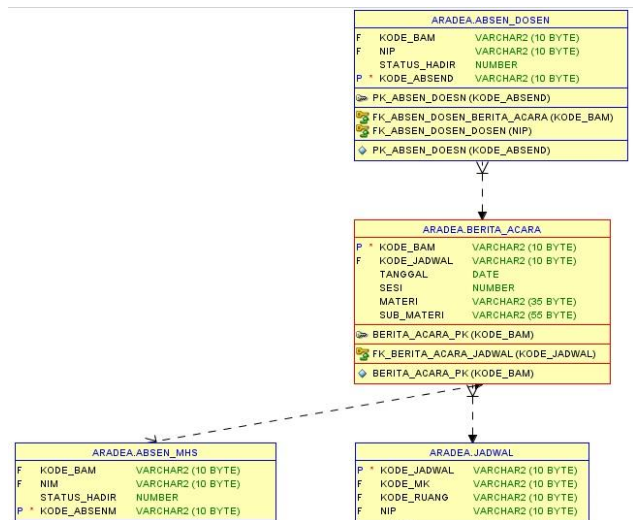 ARADEA.ABSEN_DOSEN
F KODE_BAM VARCHAR2 (10 BYTE)
F NIP VARCHAR2 (10 BYTE)
STATUS_HADIR NUMBER
P * KODE_ABSEND VARCHAR2 (10 BYTE)
PK_ABSEN_DOESN (KODE_ABSEND)
FK_ABSEN_DOSEN_BERITA_ACARA (KODE_BAM)
FK_ABSEN_DOSEN_DOSEN (NIP)
PK_ABSEN_DOESN (KODE_ABSEND)
ARADEA.BERITA_ACARA
P * KODE_BAM VARCHAR2 (10 BYTE)
F KODE_JADWAL VARCHAR2 (10 BYTE)
TANGGAL DATE
SESI NUMBER
MATERI VARCHAR2 (35 BYTE)
SUB_MATERI VARCHAR2 (55 BYTE)
BERITA_ACARA_PK (KODE_BAM)
FK_BERITA_ACARA_JADWAL (KODE_JADWAL)
BERITA_ACARA_PK (KODE_BAM)
ARADEA.ABSEN_MHS
F KODE_BAM VARCHAR2 (10 BYTE)
F NIM VARCHAR2 (10 BYTE)
STATUS_HADIR NUMBER
P * KODE_ABSENM VARCHAR2 (10 BYTE)
ARADEA.JADWAL
P * KODE_JADWAL VARCHAR2 (10 BYTE)
F KODE_MK VARCHAR2 (10 BYTE)
F KODE_RUANG VARCHAR2 (10 BYTE)
F NIP VARCHAR2 (10 BYTE)